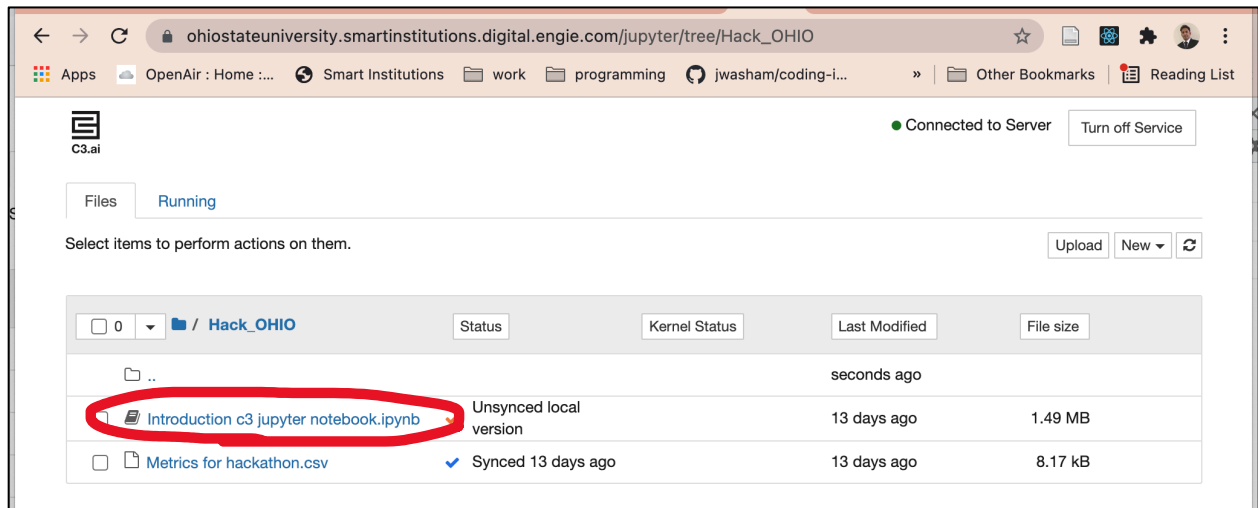 ohiostateuniversity.smartinstitutions.digital.engie.com/jupyter/tree/Hack_OHIO
Apps OpenAir : Home :... Smart Institutions work programming jwasham/coding-i... » Other Bookmarks Reading List
C3.ai
Connected to Server Turn off Service
Files Running
Select items to perform actions on them.
Upload New
0 / Hack_OHIO Status Kernel Status Last Modified File size
.. seconds ago
Introduction c3 jupyter notebook.ipynb Unsynced local version 13 days ago 1.49 MB
Metrics for hackathon.csv Synced 13 days ago 13 days ago 8.17 kB